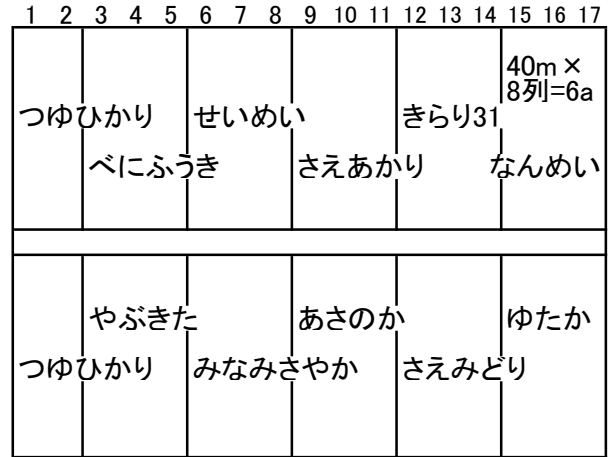 1 2 3 4 5 6 7 8 9 10 11 12 13 14 15 16 17
40m×
8列=6a
つゆひかり せいめい きらり31
べにふうき さえあかり なんめい
やぶきた あさのか ゆたか
つゆひかり みなみさやか さえみどり